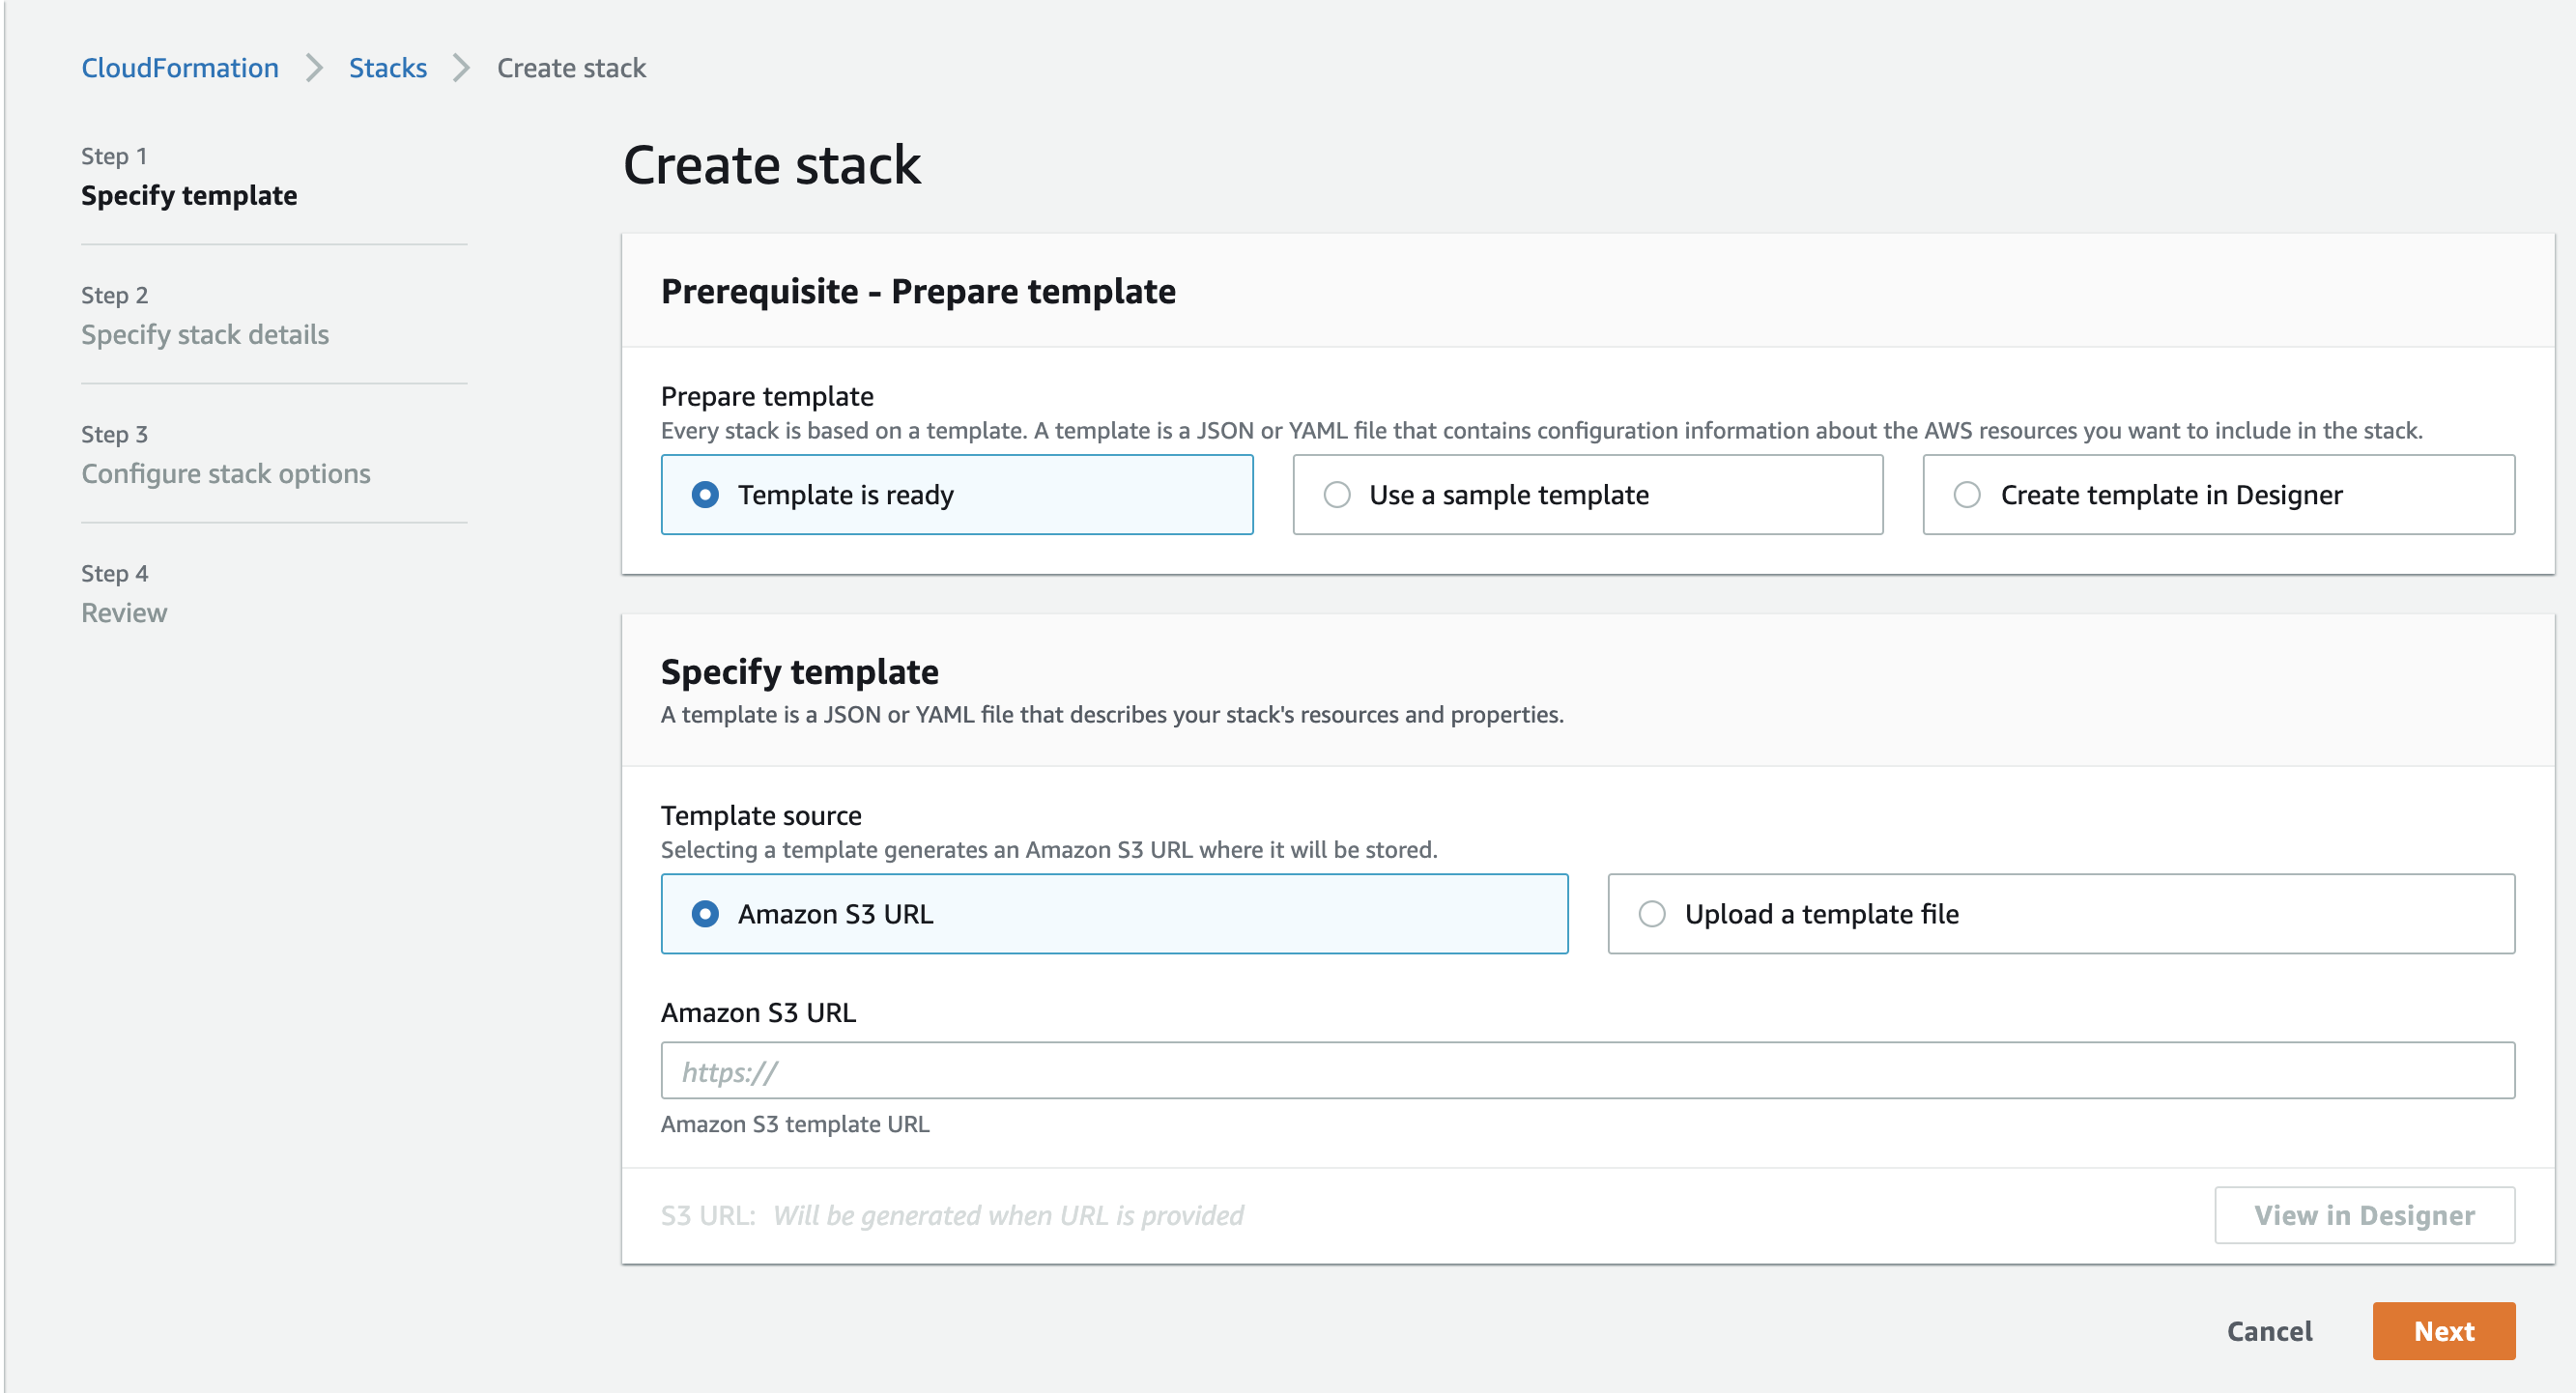 CloudFormation > Stacks > Create stack
Step 1
Specify template
Step 2
Specify stack details
Step 3
Configure stack options
Step 4
Review
Create stack
Prerequisite - Prepare template
Prepare template
Every stack is based on a template. A template is a JSON or YAML file that contains configuration information about the AWS resources you want to include in the stack.
Template is ready
Use a sample template
Create template in Designer
Specify template
A template is a JSON or YAML file that describes your stack's resources and properties.
Template source
Selecting a template generates an Amazon S3 URL where it will be stored.
Amazon S3 URL
Upload a template file
Amazon S3 URL
https://
Amazon S3 template URL
S3 URL: Will be generated when URL is provided
View in Designer
Cancel
Next